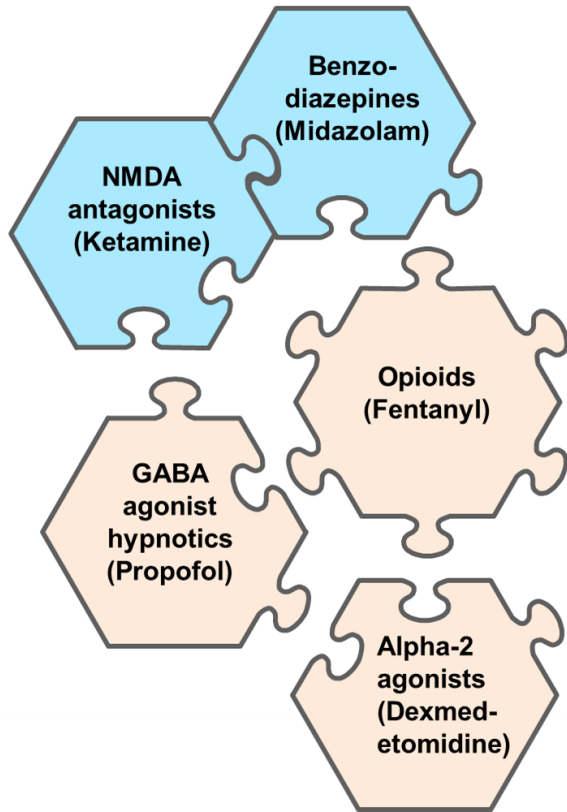 Benzo-
diazepines
(Midazolam)
NMDA
antagonists
(Ketamine)
Opioids
(Fentanyl)
GABA
agonist
hypnotics
(Propofol)
Alpha-2
agonists
(Dexmed-
etomidine)